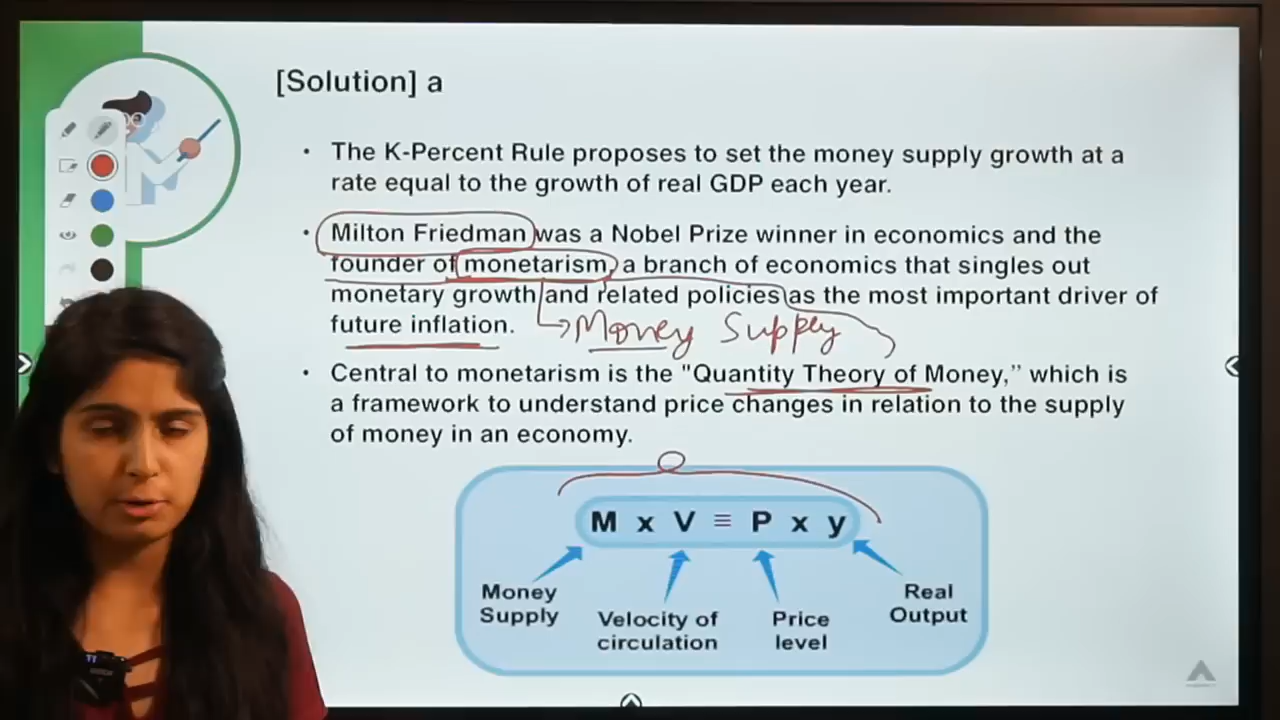 [Solution] a
• The K-Percent Rule proposes to set the money supply growth at a
rate equal to the growth of real GDP each year.
• Milton Friedman was a Nobel Prize winner in economics and the
founder of monetarism, a branch of economics that singles out
monetary growth and related policies as the most important driver of
future inflation.
Money Supply
• Central to monetarism is the "Quantity Theory of Money," which is
a framework to understand price changes in relation to the supply
of money in an economy.
M x V ≡ P x y
Money
Supply
Velocity of
circulation
Price
level
Real
Output